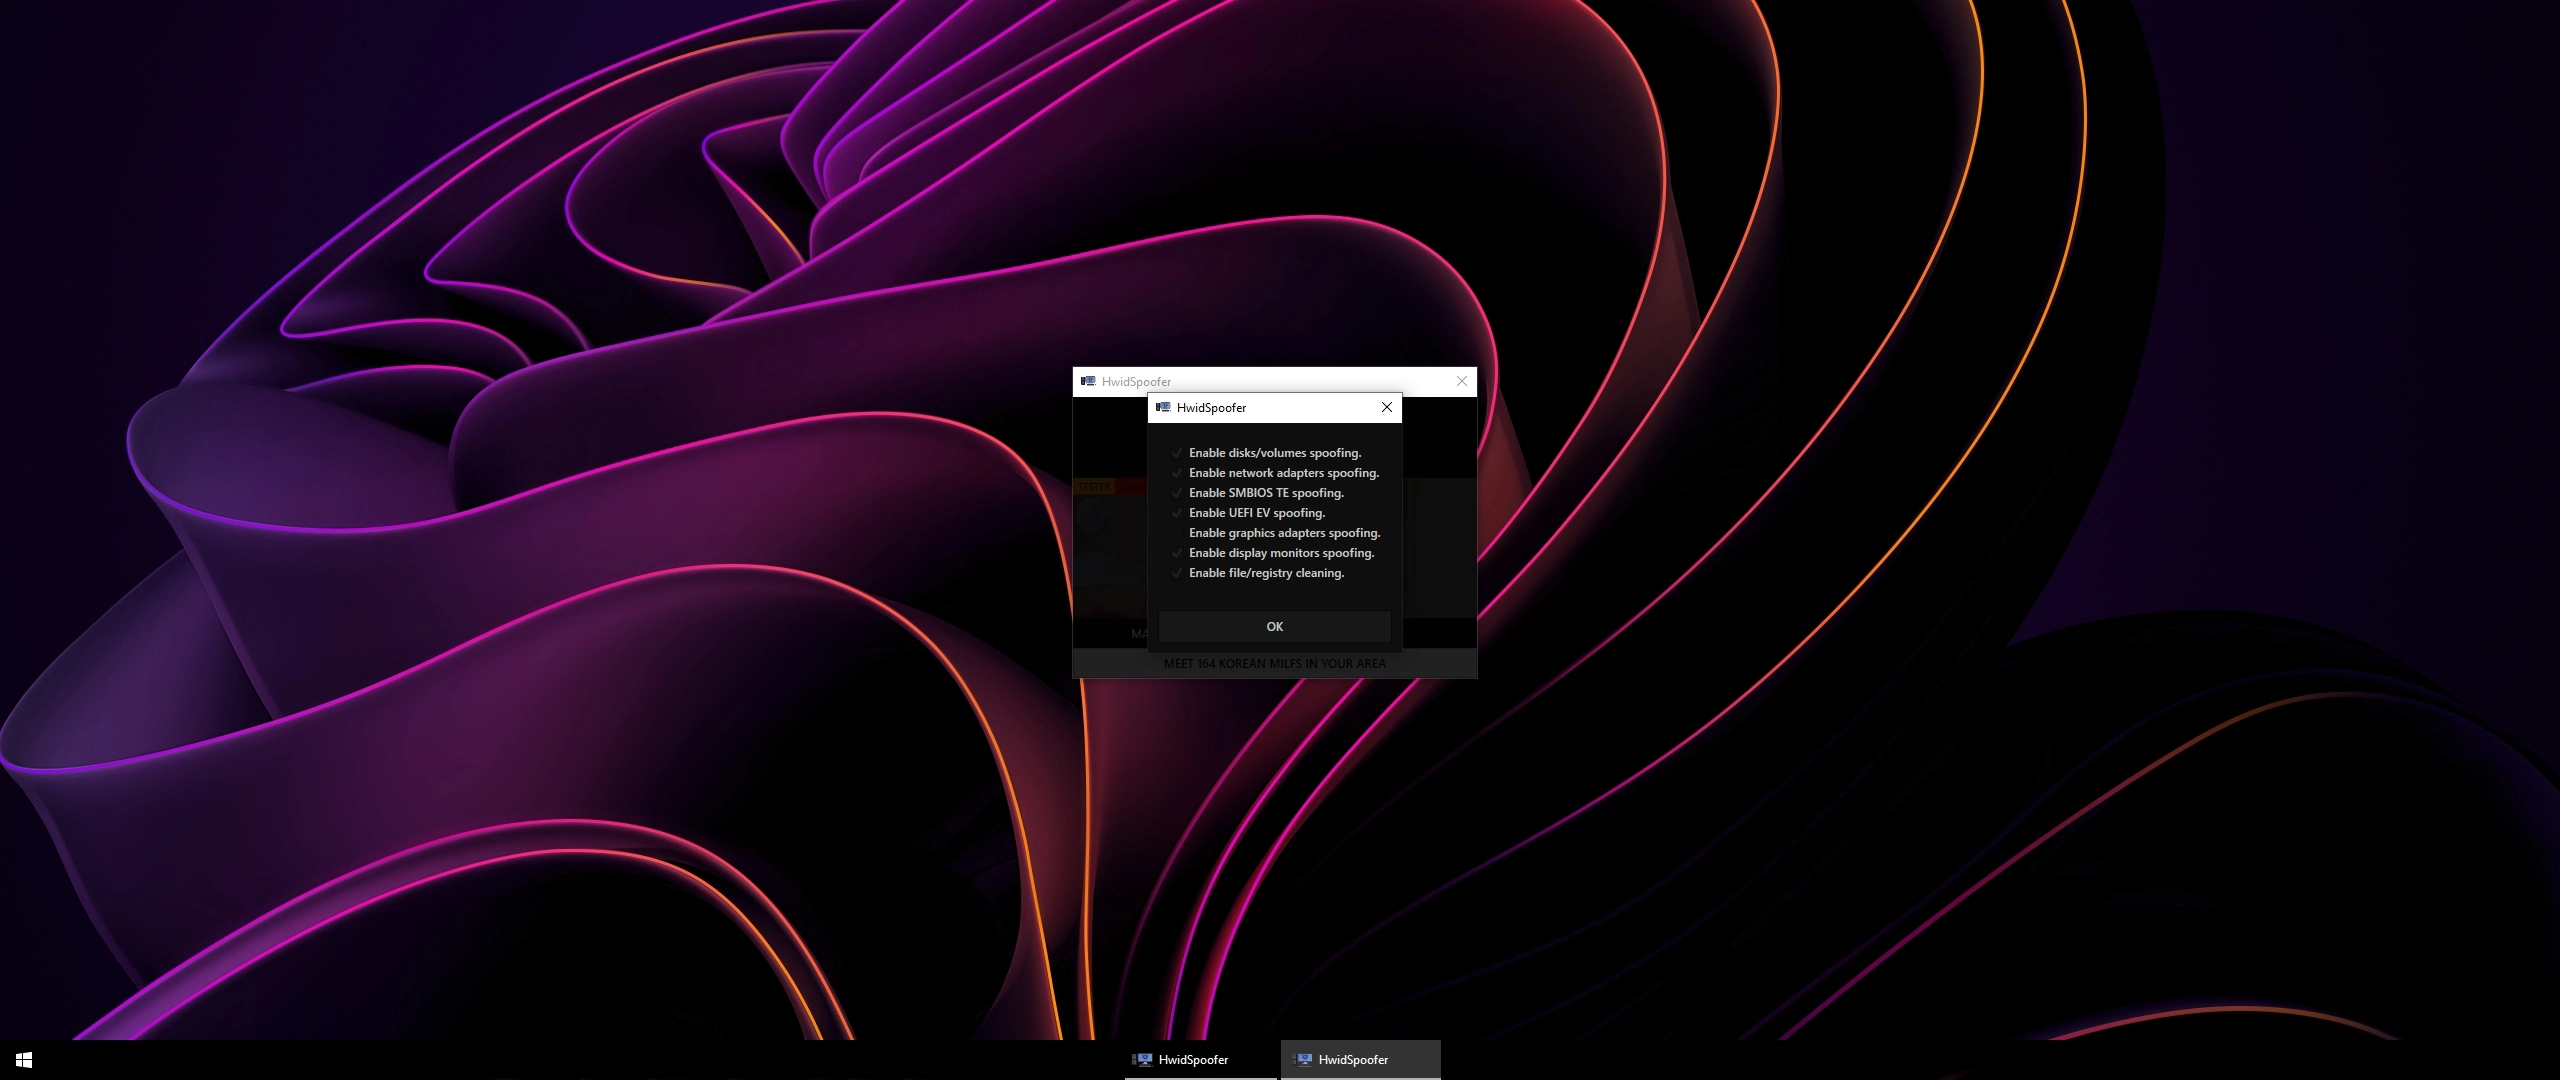 HwidSpoofer
HwidSpoofer
Enable disks/volumes spoofing.
Enable network adapters spoofing.
Enable SMBIOS TE spoofing.
Enable UEFI EV spoofing.
Enable graphics adapters spoofing.
Enable display monitors spoofing.
Enable file/registry cleaning.
TESTER
OK
MA
MEET 164 KOREAN MILFS IN YOUR AREA
HwidSpoofer
HwidSpoofer